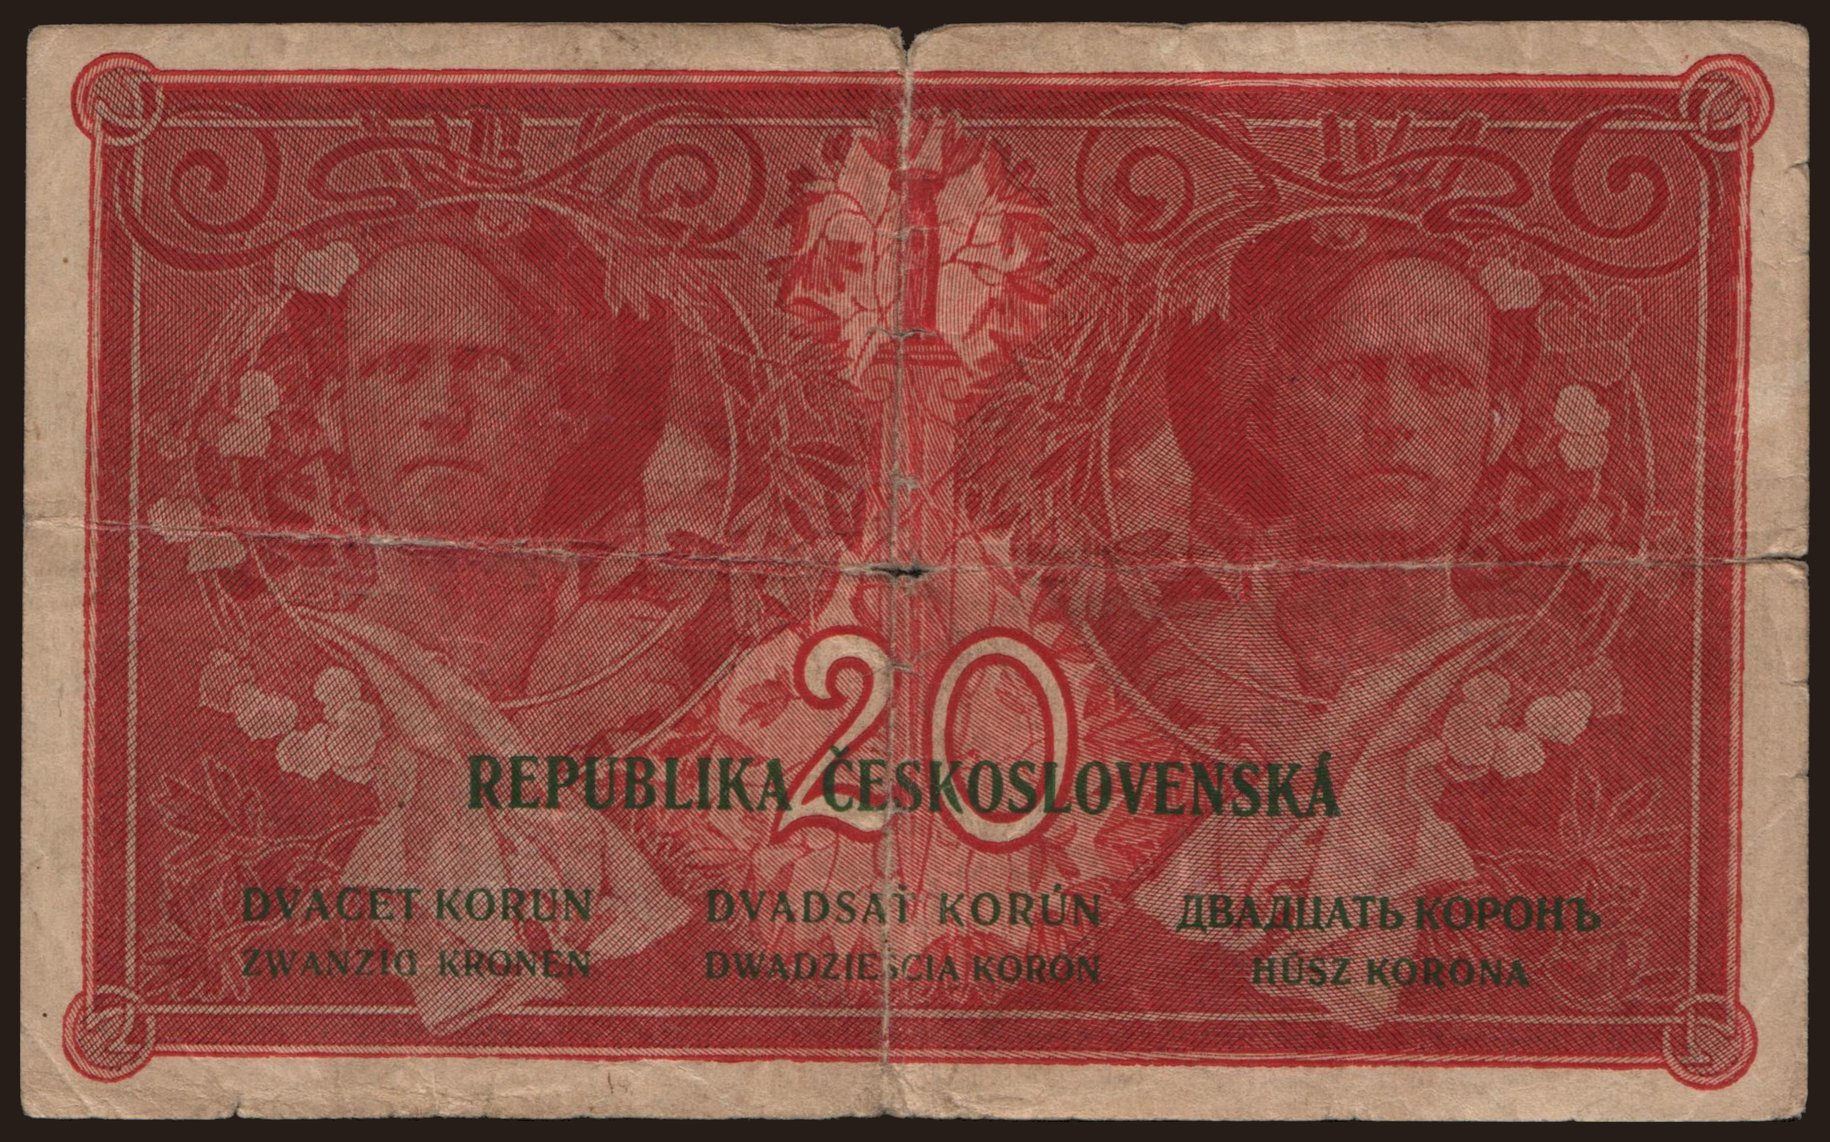 20
REPUBLIKA ČESKOSLOVENSKÁ
DVACET KORUN
ZWANZIG KRONEN
DVADSAŤ KORÚN
DWADZIEŚCIA KORON
ДВАДЦАТЬ КОРОНЪ
HÚSZ KORONA